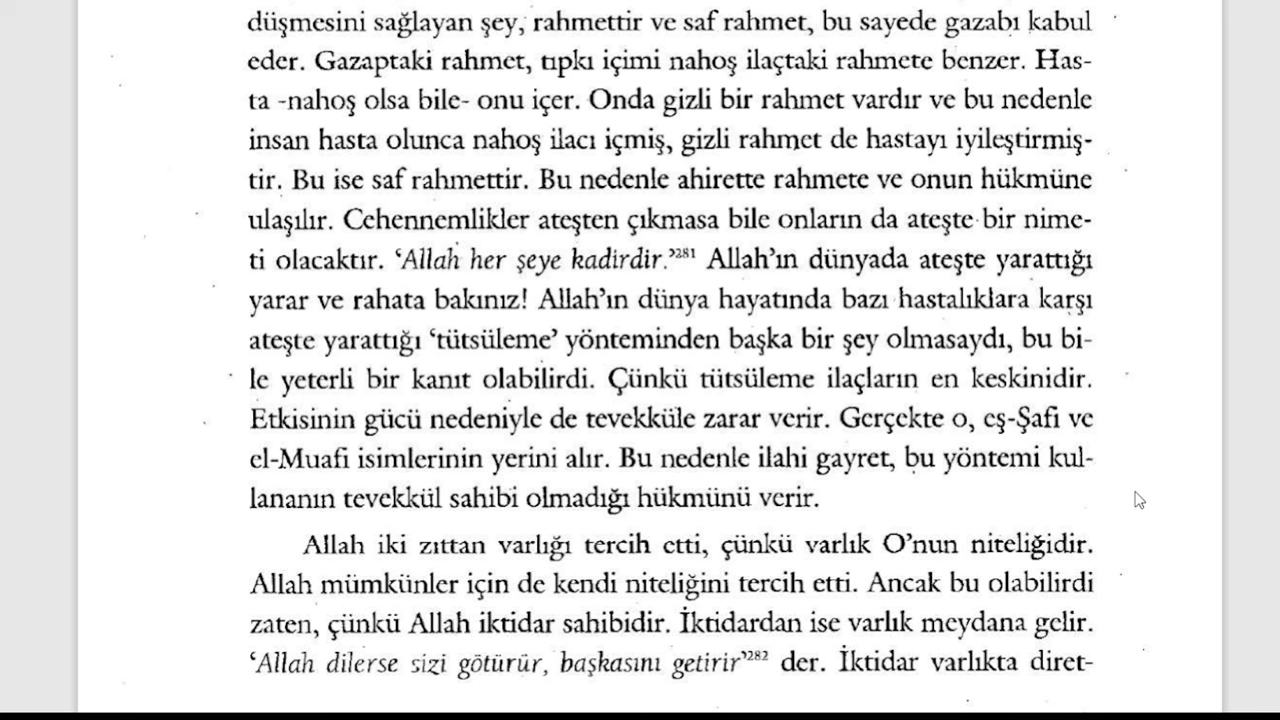 düşmesini sağlayan şey, rahmettir ve saf rahmet, bu sayede gazabı kabul
eder. Gazaptaki rahmet, tıpkı içimi nahoş ilaçtaki rahmete benzer. Has-
ta -nahoş olsa bile- onu içer. Onda gizli bir rahmet vardır ve bu nedenle
insan hasta olunca nahoş ilacı içmiş, gizli rahmet de hastayı iyileştirmiş-
tir. Bu ise saf rahmettir. Bu nedenle ahirette rahmete ve onun hükmüne
ulaşılır. Cehennemlikler ateşten çıkmasa bile onların da ateşte bir nime-
ti olacaktır. ‘Allah her şeye kadirdir.’²⁸¹ Allah’ın dünyada ateşte yarattığı
yarar ve rahata bakınız! Allah’ın dünya hayatında bazı hastalıklara karşı
ateşte yarattığı ‘tütsüleme’ yönteminden başka bir şey olmasaydı, bu bi-
le yeterli bir kanıt olabilirdi. Çünkü tütsüleme ilaçların en keskinidir.
Etkisinin gücü nedeniyle de tevekküle zarar verir. Gerçekte o, eş-Şafi ve
el-Muafi isimlerinin yerini alır. Bu nedenle ilahi gayret, bu yöntemi kul-
lananın tevekkül sahibi olmadığı hükmünü verir.
Allah iki zıttan varlığı tercih etti, çünkü varlık O’nun niteliğidir.
Allah mümkünler için de kendi niteliğini tercih etti. Ancak bu olabilirdi
zaten, çünkü Allah iktidar sahibidir. İktidardan ise varlık meydana gelir.
‘Allah dilerse sizi götürür, başkasını getirir’²⁸² der. İktidar varlıkta diret-